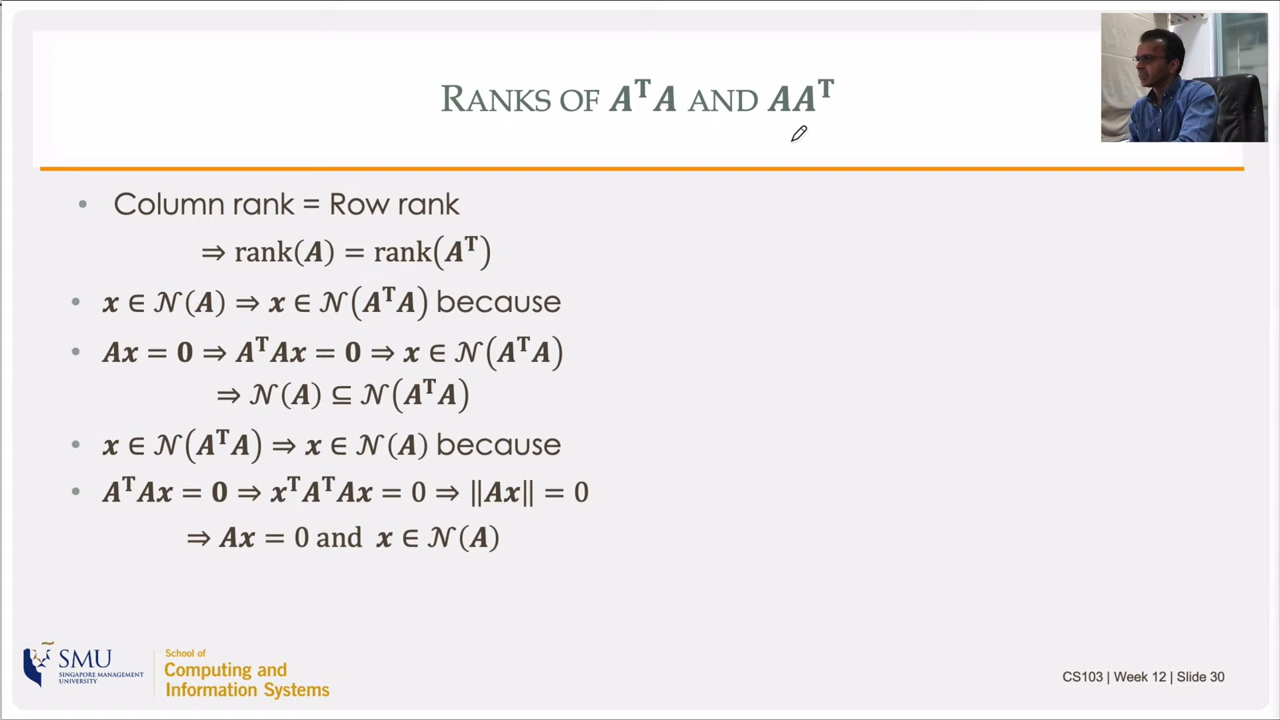 RANKS OF AᵀA AND AAᵀ
• Column rank = Row rank
⇒ rank(A) = rank(Aᵀ)
• x ∈ 𝒩(A) ⇒ x ∈ 𝒩(AᵀA) because
• Ax = 0 ⇒ AᵀAx = 0 ⇒ x ∈ 𝒩(AᵀA)
⇒ 𝒩(A) ⊆ 𝒩(AᵀA)
• x ∈ 𝒩(AᵀA) ⇒ x ∈ 𝒩(A) because
• AᵀAx = 0 ⇒ xᵀAᵀAx = 0 ⇒ ‖Ax‖ = 0
⇒ Ax = 0 and x ∈ 𝒩(A)
SMU
SINGAPORE MANAGEMENT
UNIVERSITY
School of
Computing and
Information Systems
CS103 | Week 12 | Slide 30